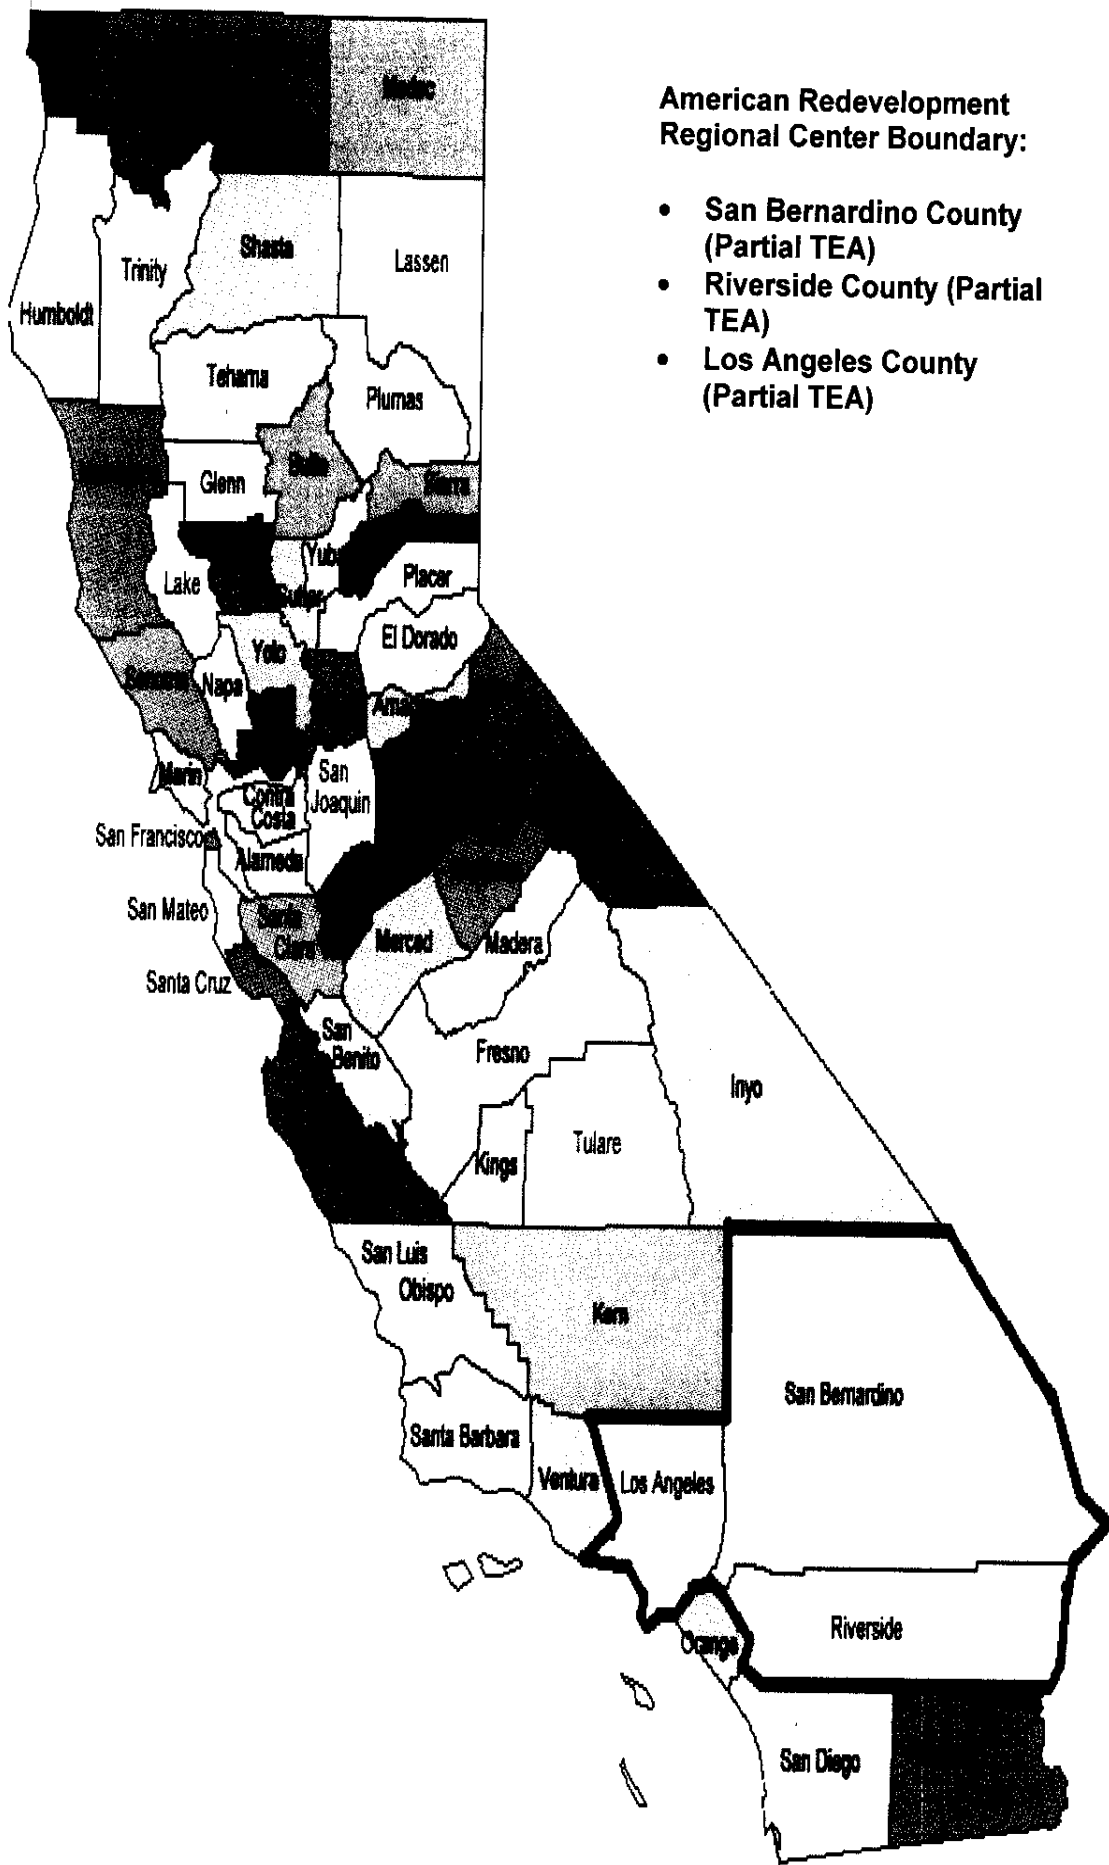 American Redevelopment
Regional Center Boundary:
• San Bernardino County
(Partial TEA)
• Riverside County (Partial
TEA)
• Los Angeles County
(Partial TEA)
Modoc
Shasta
Lassen
Trinity
Humboldt
Tehama
Plumas
Butte
Glenn
Sierra
Yuba
Lake
Sutter
Placer
El Dorado
Yolo
Sonoma
Napa
Marin
San
Joaquin
Contra
Costa
San Francisco
Alameda
San Mateo
Santa
Clara
Merced
Madera
Santa Cruz
San
Benito
Fresno
Inyo
Tulare
Kings
San Luis
Obispo
Kern
San Bernardino
Santa Barbara
Ventura
Los Angeles
Riverside
Orange
San Diego